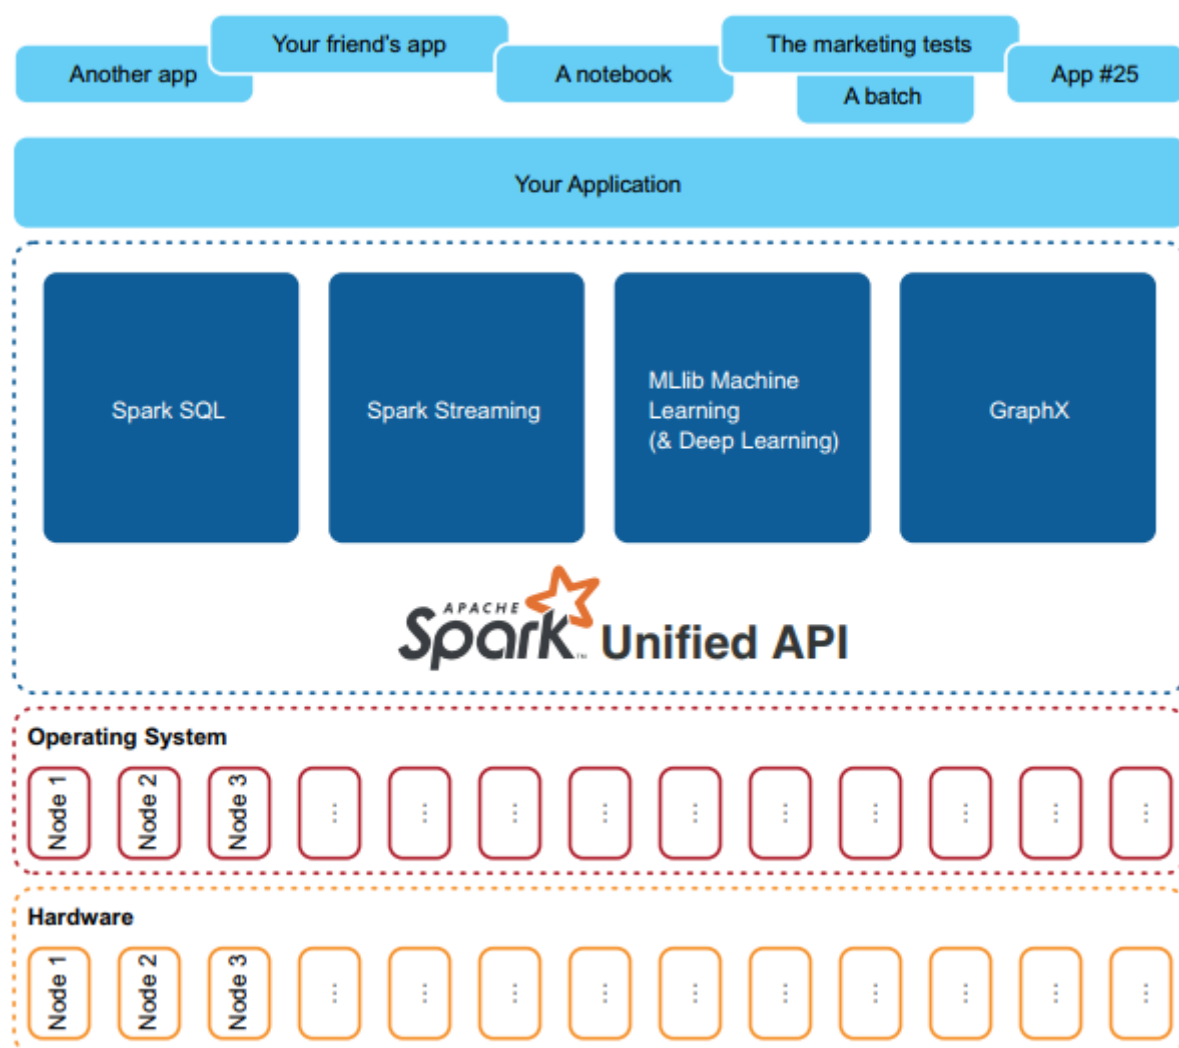 Your friend's app
The marketing tests
Another app
A notebook
App #25
A batch
Your Application
Spark SQL
Spark Streaming
MLlib Machine
Learning
(& Deep Learning)
GraphX
APACHE
Spark™ Unified API
Operating System
Node 1
Node 2
Node 3
...
...
...
...
...
...
...
...
...
...
Hardware
Node 1
Node 2
Node 3
...
...
...
...
...
...
...
...
...
...